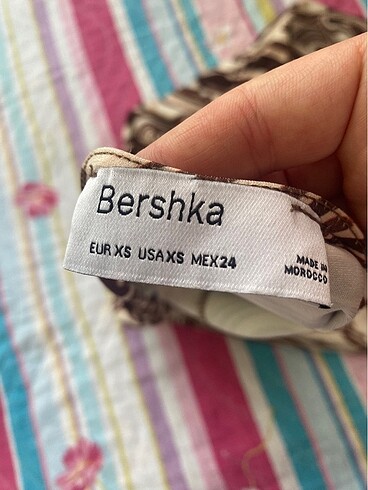 Bershka
EUR XS USA XS MEX 24
MADE IN
MOROCCO